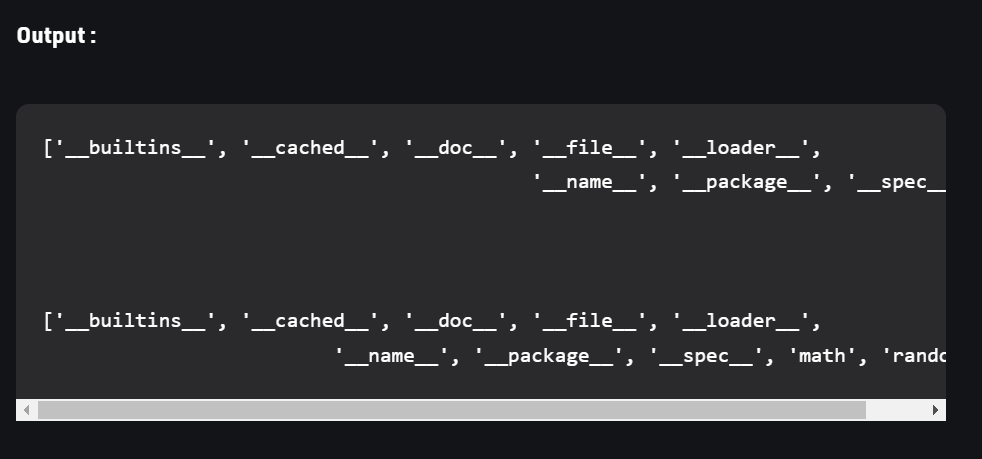 Output :
['__builtins__', '__cached__', '__doc__', '__file__', '__loader__',
'__name__', '__package__', '__spec__
['__builtins__', '__cached__', '__doc__', '__file__', '__loader__',
'__name__', '__package__', '__spec__', 'math', 'rando